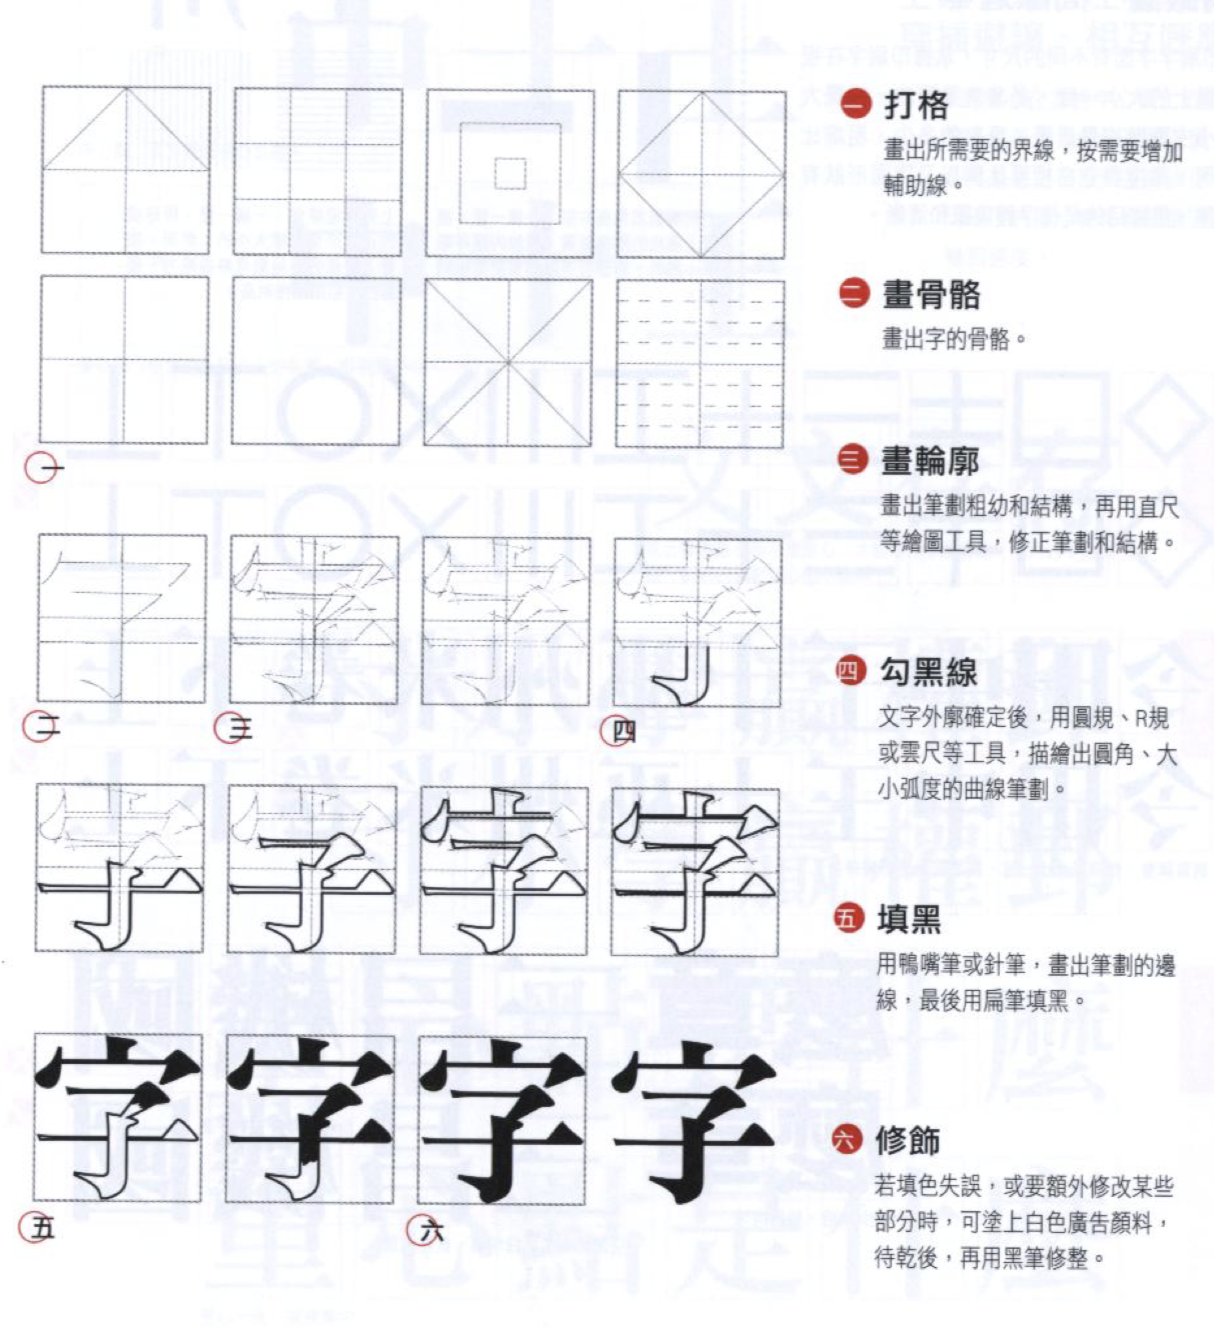 一 打格
畫出所需要的界線，按需要增加
輔助線。
二 畫骨骼
畫出字的骨骼。
三 畫輪廓
畫出筆劃粗幼和結構，再用直尺
等繪圖工具，修正筆劃和結構。
四 勾黑線
文字外廓確定後，用圓規、R規
或雲尺等工具，描繪出圓角、大
小弧度的曲線筆劃。
五 填黑
用鴨嘴筆或針筆，畫出筆劃的邊
線，最後用扁筆填黑。
六 修飾
若填色失誤，或要額外修改某些
部分時，可塗上白色廣告顏料，
待乾後，再用黑筆修整。
一
二 三 四
字 字 字 字
字 字 字 字
字 字 字 字
五 六